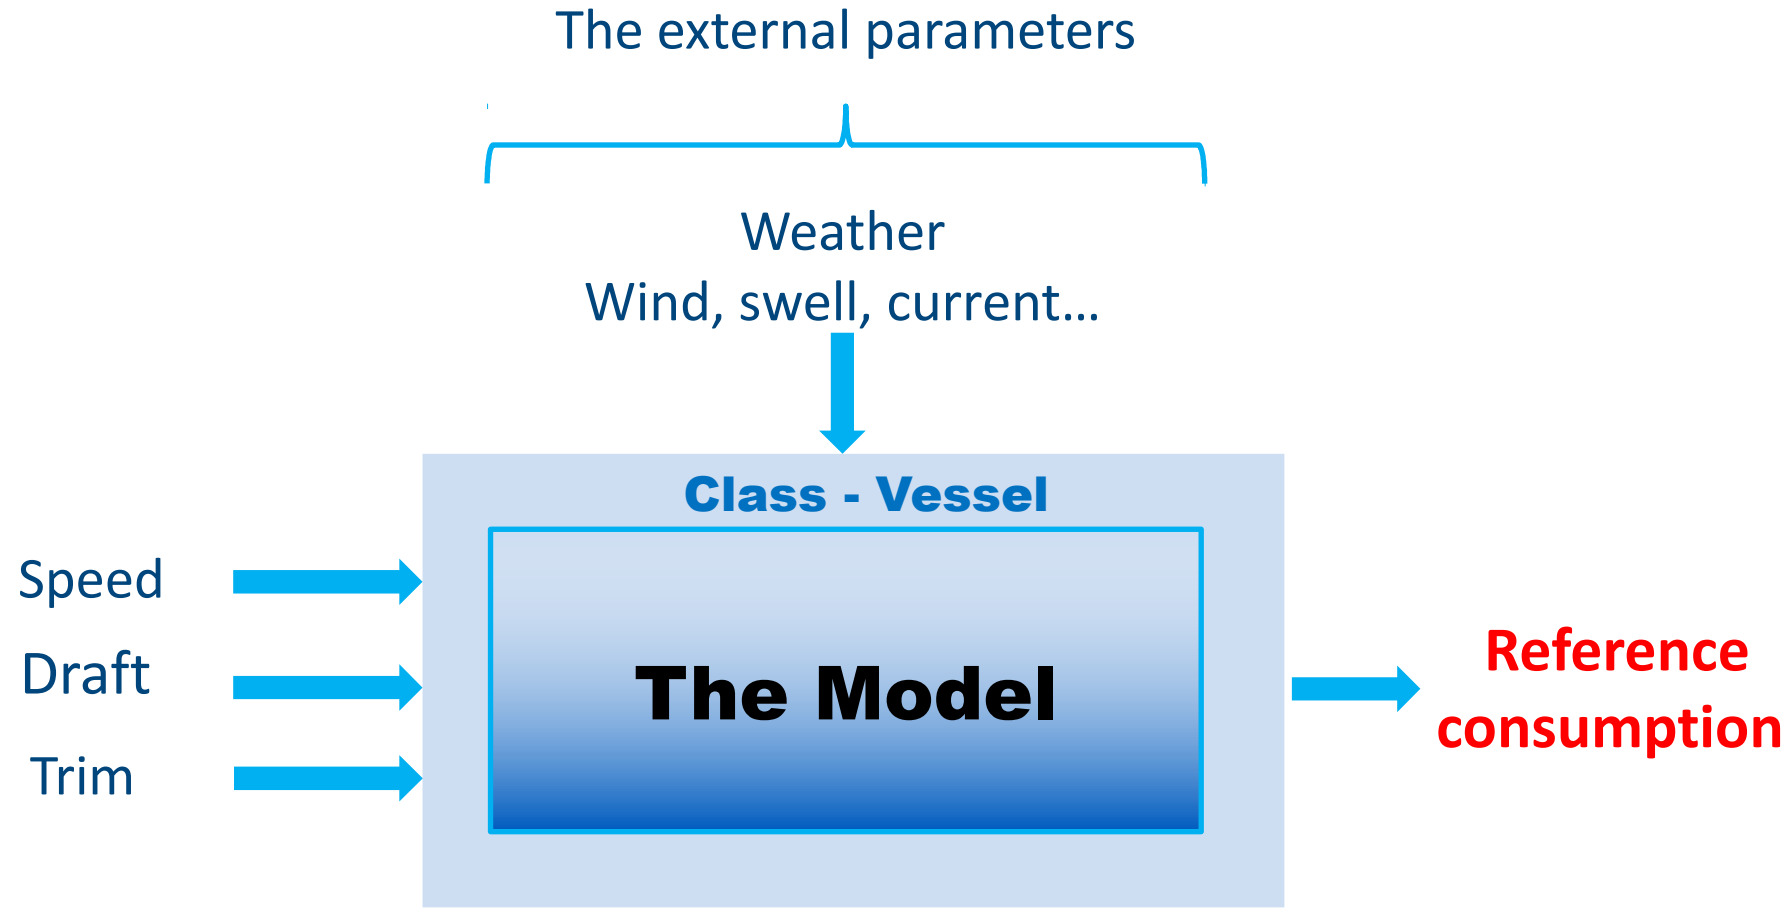 The external parameters
Weather
Wind, swell, current...
Class - Vessel
Speed
Draft
Trim
The Model
Reference
consumption